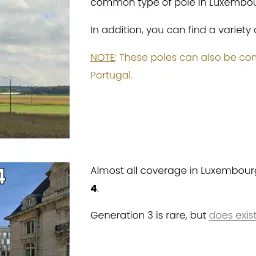 common type of pole in Luxembou
In addition, you can find a variety
NOTE: These poles can also be con
Portugal.
4
Almost all coverage in Luxembourg
4.
Generation 3 is rare, but does exist